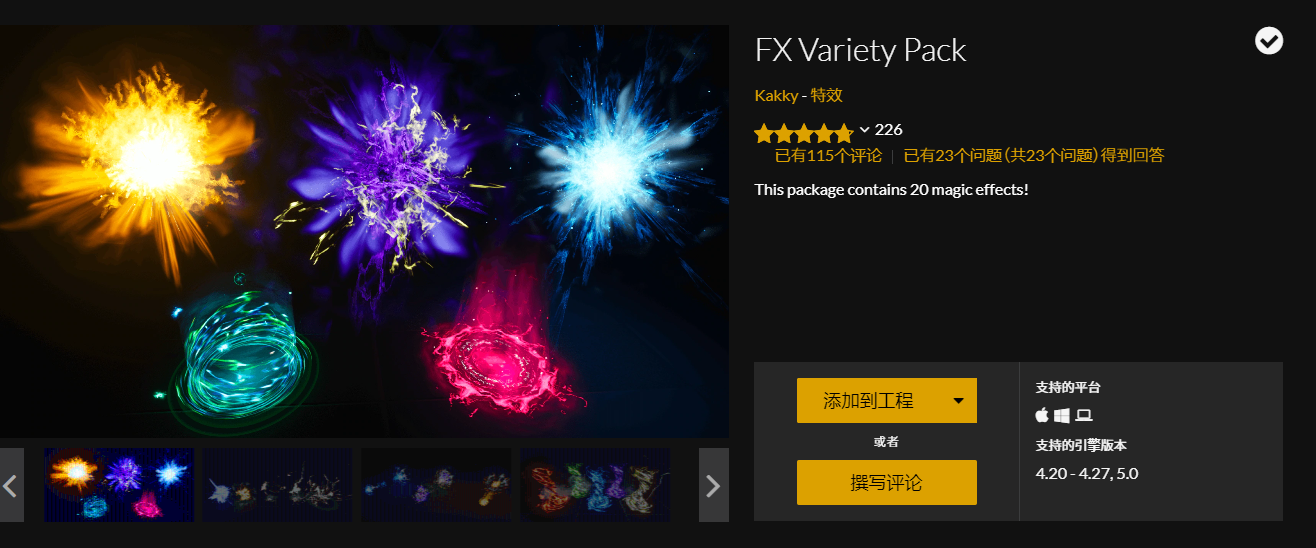 FX Variety Pack
Kakky - 特效
226
已有115个评论 | 已有23个问题 (共23个问题) 得到回答
This package contains 20 magic effects!
添加到工程
或者
撰写评论
支持的平台
支持的引擎版本
4.20 - 4.27, 5.0